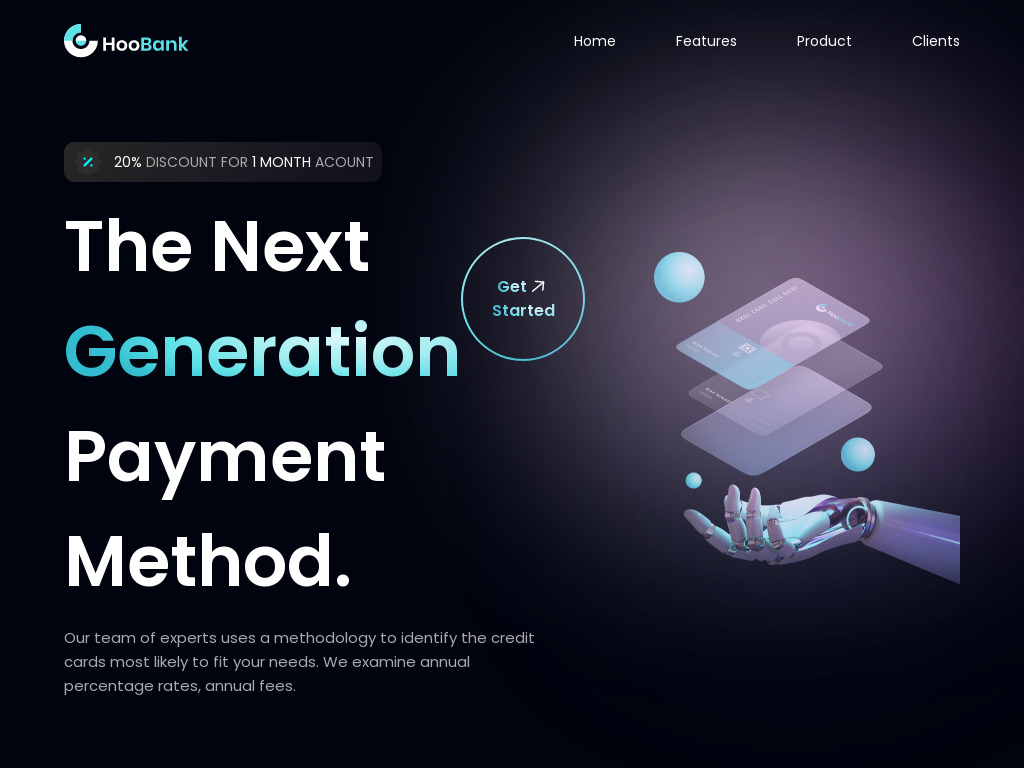 HooBank
Home
Features
Product
Clients
20% DISCOUNT FOR 1 MONTH ACOUNT
The Next
Generation
Payment
Method.
Get
Started
HooBank
Our team of experts uses a methodology to identify the credit
cards most likely to fit your needs. We examine annual
percentage rates, annual fees.